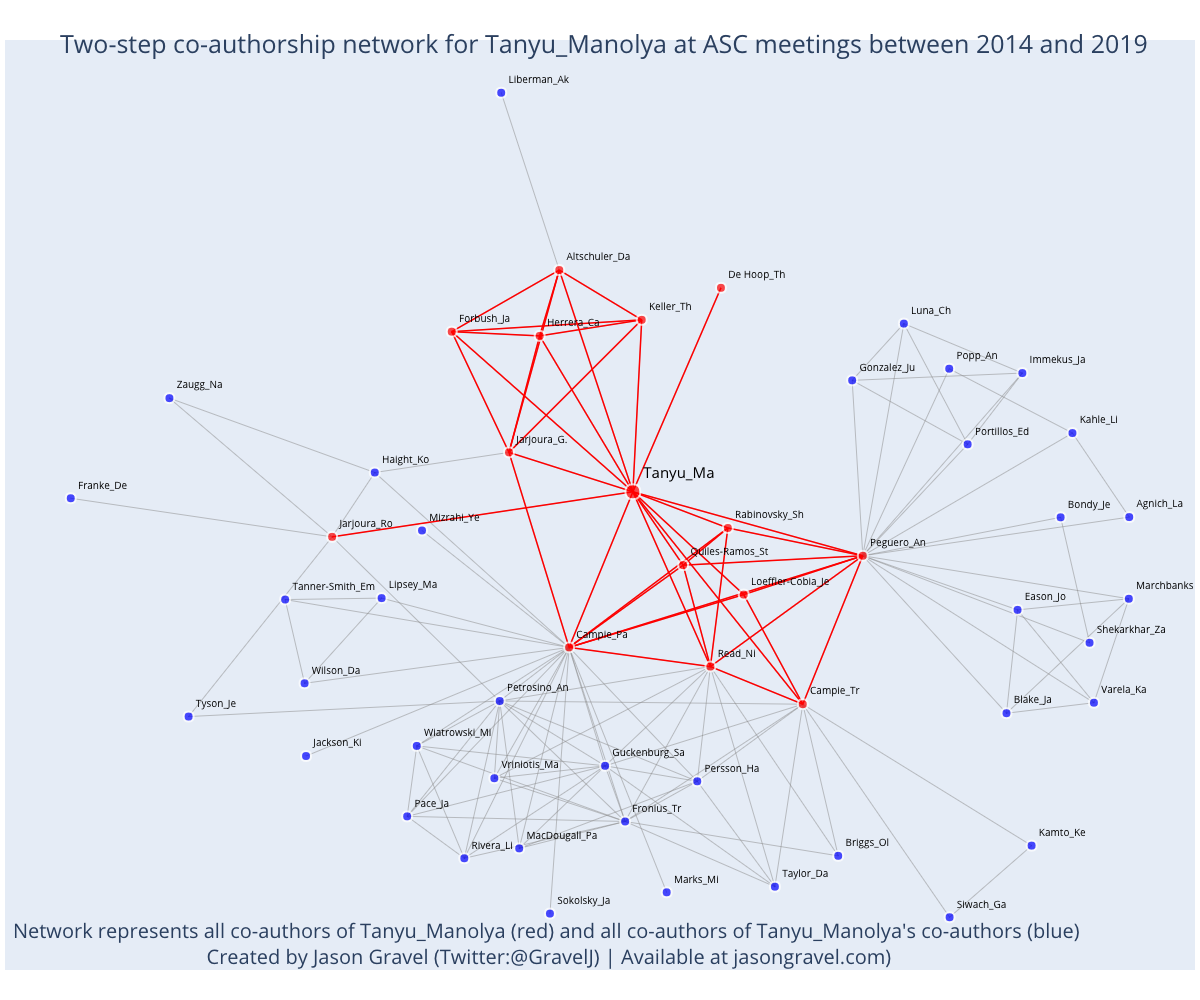 Two-step co-authorship network for Tanyu_Manolya at ASC meetings between 2014 and 2019
Liberman_Ak
Altschuler_Da
De Hoop_Th
Keller_Th
Forbush_Ja
Herrera_Ca
Luna_Ch
Popp_An
Immekus_Ja
Gonzalez_Ju
Zaugg_Na
Kahle_Li
Portillos_Ed
Jarjoura_G.
Haight_Ko
Tanyu_Ma
Franke_De
Agnich_La
Bondy_Je
Rabinovsky_Sh
Mizrahi_Ye
Jarjoura_Ro
Peguero_An
Quiles-Ramos_St
Loeffler-Cobia_Je
Tanner-Smith_Em
Lipsey_Ma
Marchbanks
Eason_Jo
Shekarkhar_Za
Campie_Pa
Read_Ni
Wilson_Da
Petrosino_An
Campie_Tr
Varela_Ka
Blake_Ja
Tyson_Je
Wiatrowski_Mi
Jackson_Ki
Guckenburg_Sa
Vriniotis_Ma
Persson_Ha
Pace_Ja
Fronius_Tr
MacDougall_Pa
Rivera_Li
Briggs_Ol
Kamto_Ke
Taylor_Da
Marks_Mi
Sokolsky_Ja
Siwach_Ga
Network represents all co-authors of Tanyu_Manolya (red) and all co-authors of Tanyu_Manolya's co-authors (blue)
Created by Jason Gravel (Twitter:@GravelJ) | Available at jasongravel.com)